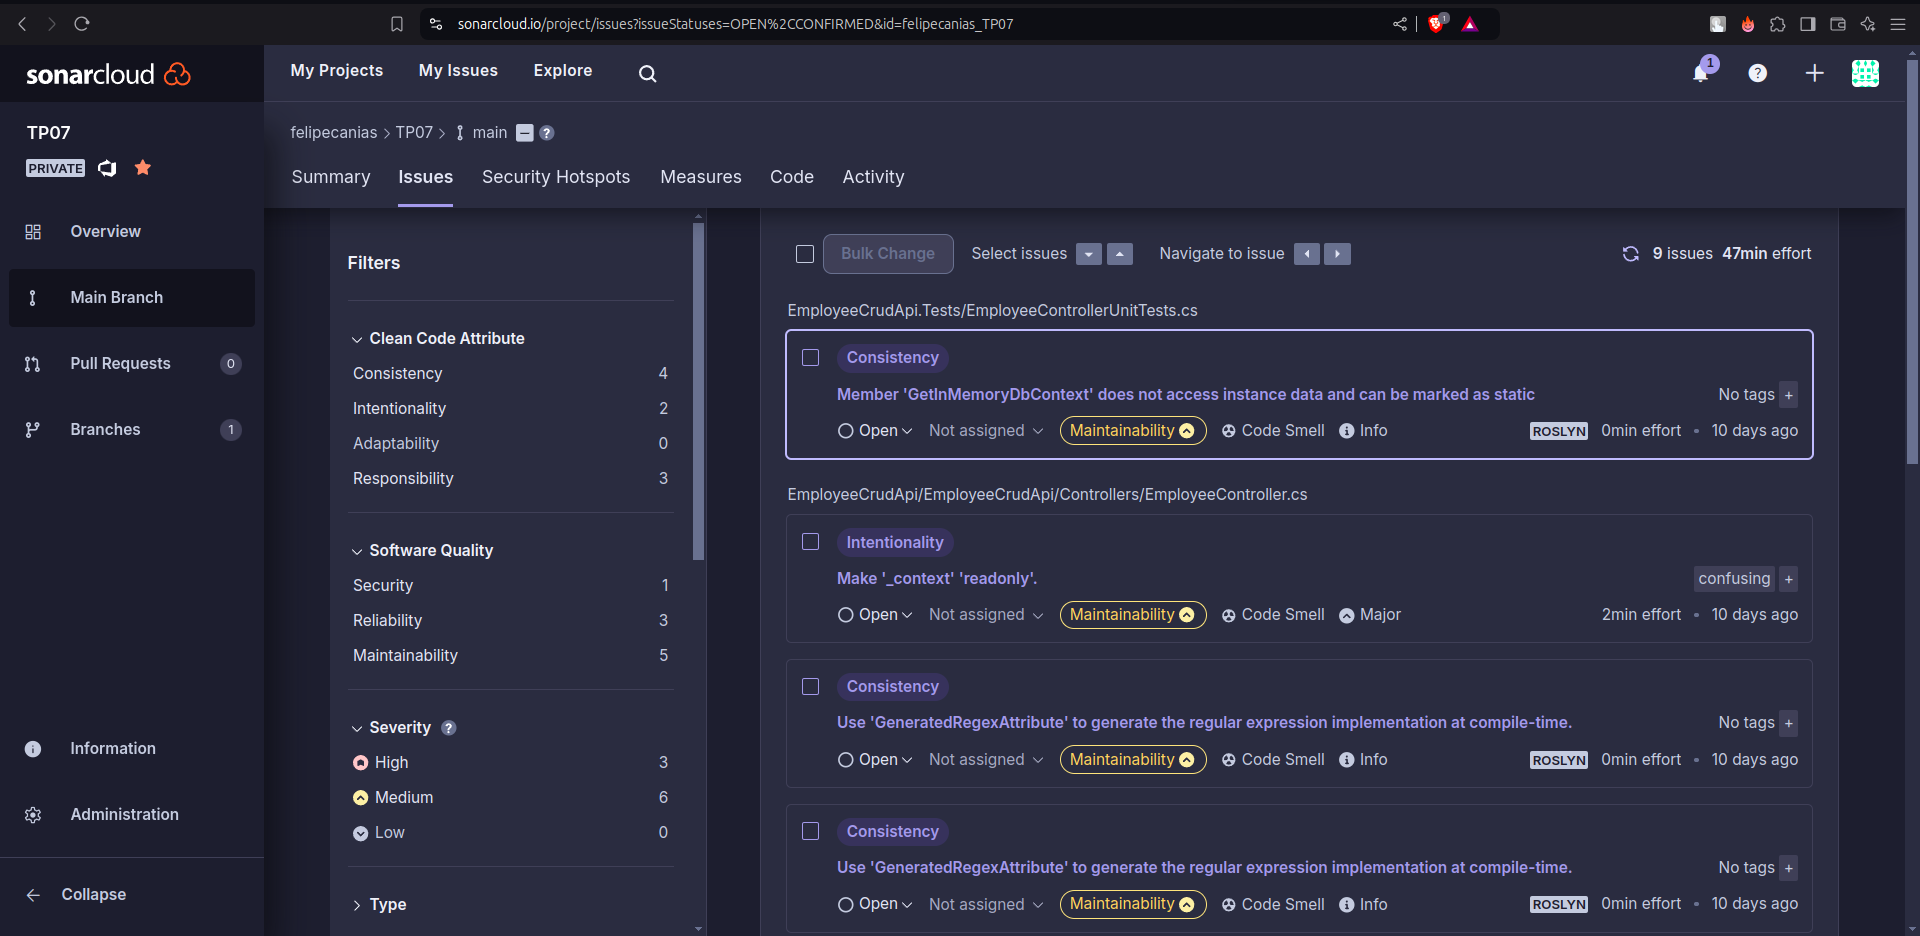 sonarcloud.io/project/issues?issueStatuses=OPEN%2CCONFIRMED&id=felipecanias_TP07
1
sonarcloud
My Projects My Issues Explore
1
?
TP07
PRIVATE
Overview
Main Branch
Pull Requests 0
Branches 1
Information
Administration
Collapse
felipecanias > TP07 > main ?
Summary Issues Security Hotspots Measures Code Activity
Filters
Clean Code Attribute
Consistency 4
Intentionality 2
Adaptability 0
Responsibility 3
Software Quality
Security 1
Reliability 3
Maintainability 5
Severity ?
High 3
Medium 6
Low 0
Type
Bulk Change Select issues Navigate to issue 9 issues 47min effort
EmployeeCrudApi.Tests/EmployeeControllerUnitTests.cs
Consistency
Member 'GetInMemoryDbContext' does not access instance data and can be marked as static No tags +
Open Not assigned Maintainability Code Smell Info ROSLYN 0min effort • 10 days ago
EmployeeCrudApi/EmployeeCrudApi/Controllers/EmployeeController.cs
Intentionality
Make '_context' 'readonly'. confusing +
Open Not assigned Maintainability Code Smell Major 2min effort • 10 days ago
Consistency
Use 'GeneratedRegexAttribute' to generate the regular expression implementation at compile-time. No tags +
Open Not assigned Maintainability Code Smell Info ROSLYN 0min effort • 10 days ago
Consistency
Use 'GeneratedRegexAttribute' to generate the regular expression implementation at compile-time. No tags +
Open Not assigned Maintainability Code Smell Info ROSLYN 0min effort • 10 days ago